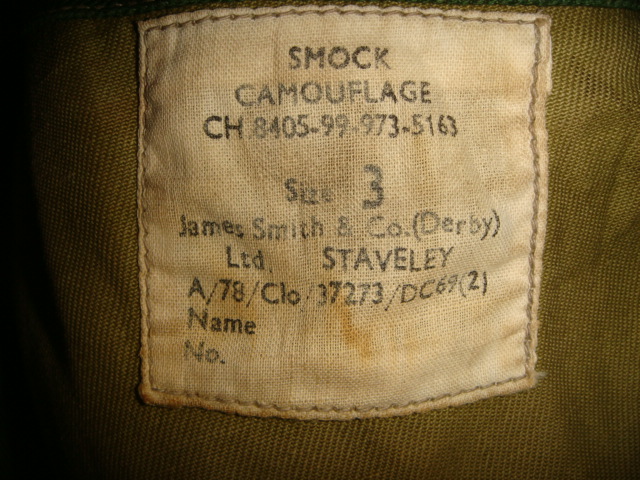 SMOCK
CAMOUFLAGE
CH 8405-99-973-5163
Size 3
James Smith & Co.(Derby)
Ltd. STAVELEY
A/78/Clo/37273/DC69(2)
Name
No.